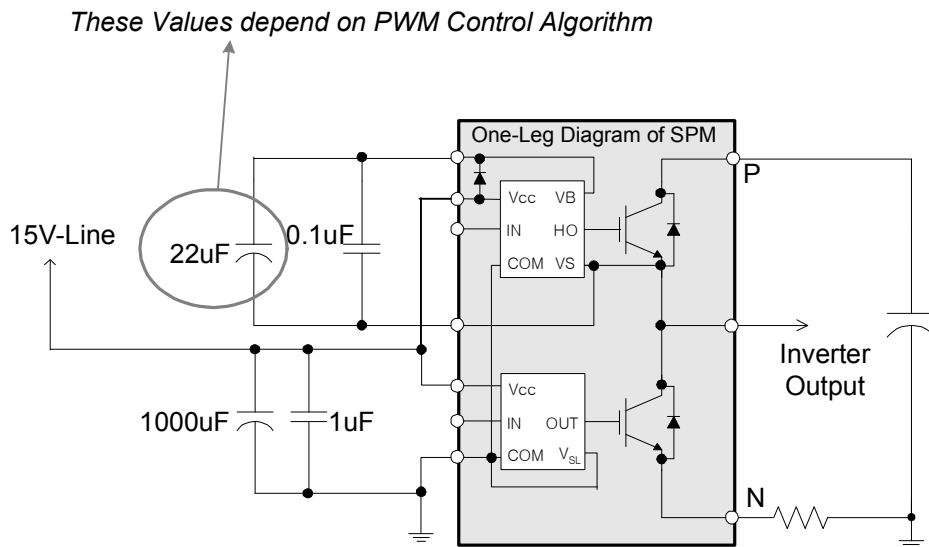 These Values depend on PWM Control Algorithm
One-Leg Diagram of SPM
P
Vcc VB
15V-Line
22uF
0.1uF
IN HO
COM VS
Inverter
Output
Vcc
1000uF
1uF
IN OUT
COM VSL
N